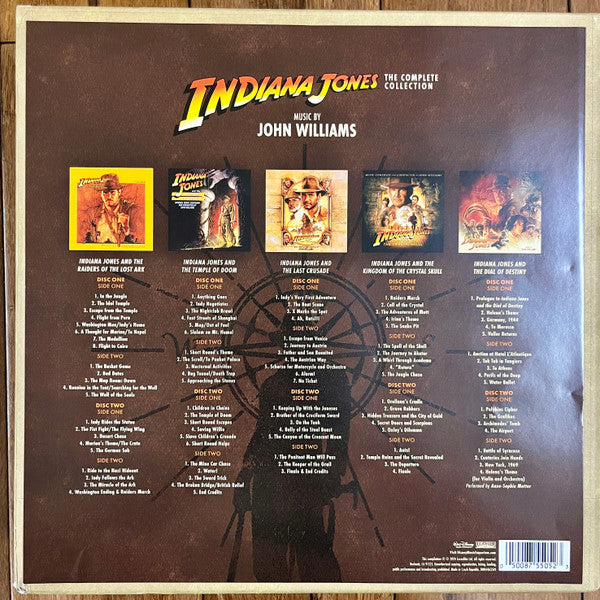 INDIANA JONES
THE COMPLETE
COLLECTION
MUSIC BY
JOHN WILLIAMS
INDIANA JONES AND THE
RAIDERS OF THE LOST ARK
DISC ONE
SIDE ONE
1. In the Jungle
2. The Idol Temple
3. Escape from the Temple
4. Flight from Peru
5. Washington Men/Indy's Home
6. A Thought for Marion/To Nepal
7. The Medallion
8. Flight to Cairo
SIDE TWO
1. The Basket Game
2. Bad Dates
3. The Map Room: Dawn
4. Reunion in the Tent/Searching for the Well
5. The Well of the Souls
DISC TWO
SIDE ONE
1. Indy Rides the Statue
2. The Fist Fight/The Flying Wing
3. Desert Chase
4. Marion's Theme/The Crate
5. The German Sub
SIDE TWO
1. Ride to the Nazi Hideout
2. Indy Follows the Ark
3. The Miracle of the Ark
4. Washington Ending & Raiders March
INDIANA JONES AND
THE TEMPLE OF DOOM
DISC ONE
SIDE ONE
1. Anything Goes
2. Indy Negotiates
3. The Nightclub Brawl
4. Fast Streets of Shanghai
5. Map/Out of Fuel
6. Slalom on Mt. Humol
SIDE TWO
1. Short Round's Theme
2. The Scroll/To Pankot Palace
3. Nocturnal Activities
4. Bug Tunnel/Death Trap
5. Approaching the Stones
DISC TWO
SIDE ONE
1. Children in Chains
2. The Temple of Doom
3. Short Round Escapes
4. Saving Willie
5. Slave Children's Crusade
6. Short Round Helps
SIDE TWO
1. The Mine Car Chase
2. Water!
3. The Sword Trick
4. The Broken Bridge/British Relief
5. End Credits
INDIANA JONES AND
THE LAST CRUSADE
DISC ONE
SIDE ONE
1. Indy's Very First Adventure
2. The Boat Scene
3. X Marks the Spot
4. Ah, Rats!!!
SIDE TWO
1. Escape from Venice
2. Journey to Austria
3. Father and Son Reunited
4. The Austrian Way
5. Scherzo for Motorcycle and Orchestra
6. Alarm!
7. No Ticket
DISC TWO
SIDE ONE
1. Keeping Up with the Joneses
2. Brother of the Cruciform Sword
3. On the Tank
4. Belly of the Steel Beast
5. The Canyon of the Crescent Moon
SIDE TWO
1. The Penitent Man Will Pass
2. The Keeper of the Grail
3. Finale & End Credits
INDIANA JONES AND THE
KINGDOM OF THE CRYSTAL SKULL
DISC ONE
SIDE ONE
1. Raiders March
2. Call of the Crystal
3. The Adventures of Mutt
4. Irina's Theme
5. The Snake Pit
SIDE TWO
1. The Spell of the Skull
2. The Journey to Akator
3. A Whirl Through Academe
4. "Return"
5. The Jungle Chase
DISC TWO
SIDE ONE
1. Orellana's Cradle
2. Grave Robbers
3. Hidden Treasure and the City of Gold
4. Secret Doors and Scorpions
5. Oxley's Dilemma
SIDE TWO
1. Ants!
2. Temple Ruins and the Secret Revealed
3. The Departure
4. Finale
INDIANA JONES AND
THE DIAL OF DESTINY
DISC ONE
SIDE ONE
1. Prologue to Indiana Jones
and the Dial of Destiny
2. Helena's Theme
3. Germany, 1944
4. To Morocco
5. Voller Returns
SIDE TWO
1. Auction at Hotel L'Atlantique
2. Tuk Tuk in Tangiers
3. To Athens
4. Perils of the Deep
5. Water Ballet
DISC TWO
SIDE ONE
1. Polybius Cipher
2. The Grafikos
3. Archimedes' Tomb
4. The Airport
SIDE TWO
1. Battle of Syracuse
2. Centuries Join Hands
3. New York, 1969
4. Helena's Theme
(For Violin and Orchestra)
Performed by Anne-Sophie Mutter
0 50087 55052 3